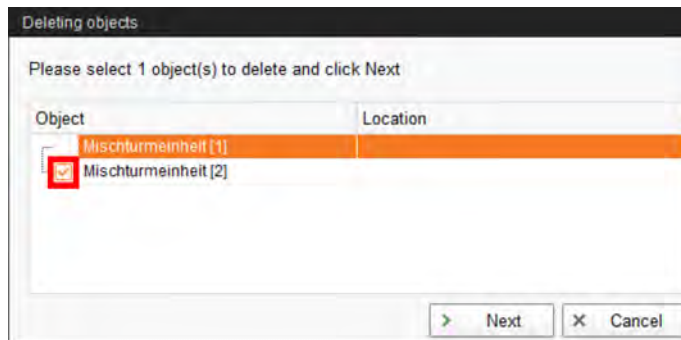 Deleting objects
Please select 1 object(s) to delete and click Next
Object Location
Mischturmeinheit [1]
Mischturmeinheit [2]
Next Cancel